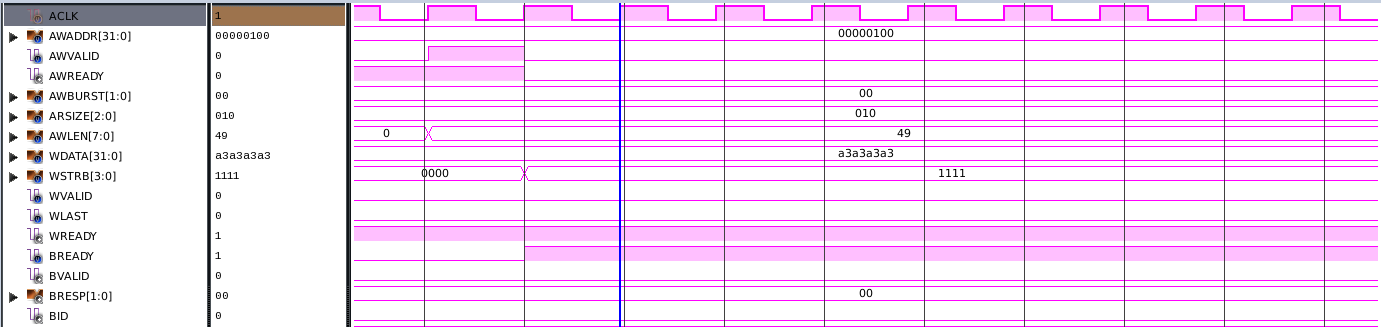 ACLK 1
AWADDR[31:0] 00000100 00000100
AWVALID 0
AWREADY 0
AWBURST[1:0] 00 00
ARSIZE[2:0] 010 010
AWLEN[7:0] 49 0 49
WDATA[31:0] a3a3a3a3 a3a3a3a3
WSTRB[3:0] 1111 0000 1111
WVALID 0
WLAST 0
WREADY 1
BREADY 1
BVALID 0
BRESP[1:0] 00 00
BID 0